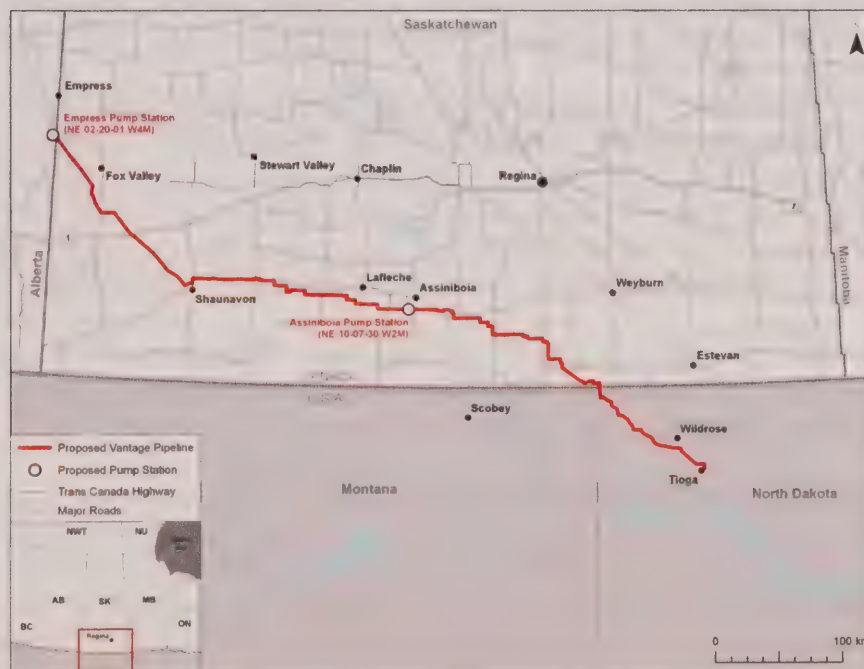 Saskatchewan
Empress
Empress Pump Station
(NE 02-20-01 W4M)
Fox Valley
Stewart Valley
Chaplin
Regina
1
Alberta
Manitoba
Shaunavon
Lafleche
Assiniboia
Assiniboia Pump Station
(NE 10-07-30 W2M)
Weyburn
Estevan
Scobey
Wildrose
Tioga
Montana
North Dakota
Proposed Vantage Pipeline
Proposed Pump Station
Trans Canada Highway
Major Roads
NWT
NU
AB
SK
MB
ON
BC
Regina
0
100 km